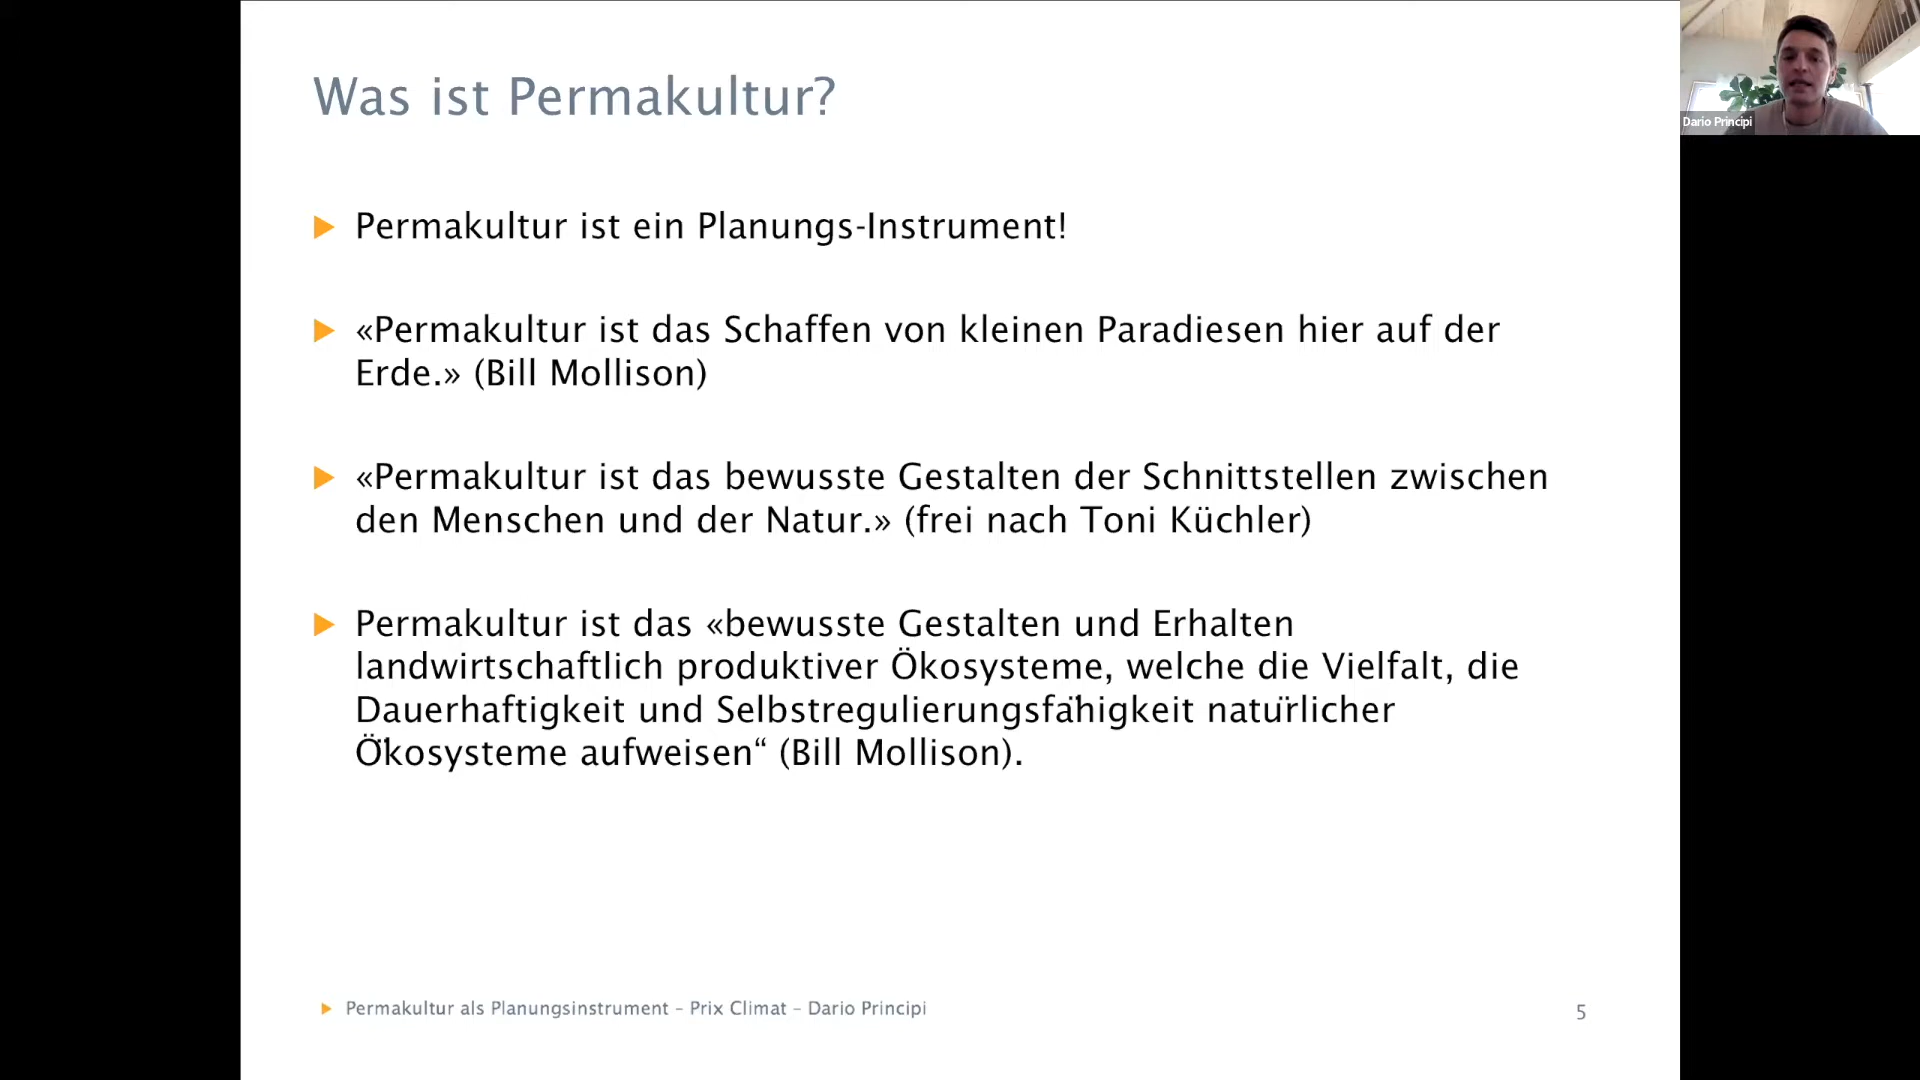 Was ist Permakultur?
Permakultur ist ein Planungs-Instrument!
«Permakultur ist das Schaffen von kleinen Paradiesen hier auf der
Erde.» (Bill Mollison)
«Permakultur ist das bewusste Gestalten der Schnittstellen zwischen
den Menschen und der Natur.» (frei nach Toni Küchler)
Permakultur ist das «bewusste Gestalten und Erhalten
landwirtschaftlich produktiver Ökosysteme, welche die Vielfalt, die
Dauerhaftigkeit und Selbstregulierungsfähigkeit natürlicher
Ökosysteme aufweisen“ (Bill Mollison).
Permakultur als Planungsinstrument – Prix Climat – Dario Principi
5
Dario Principi